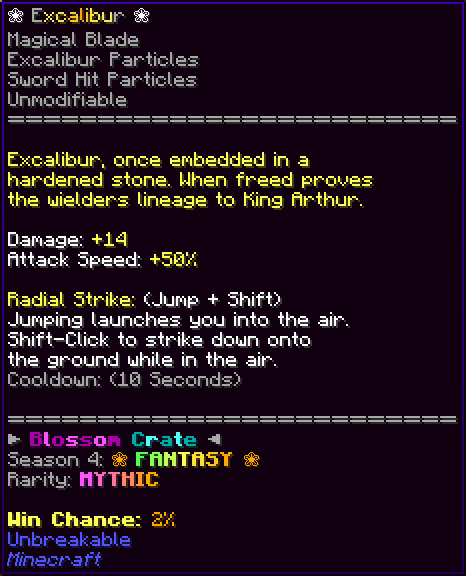 ❀ Excalibur ❀
Magical Blade
Excalibur Particles
Sword Hit Particles
Unmodifiable
============================
Excalibur, once embedded in a
hardened stone. When freed proves
the wielders lineage to King Arthur.
Damage: +14
Attack Speed: +50%
Radial Strike: (Jump + Shift)
Jumping launches you into the air.
Shift-Click to strike down onto
the ground while in the air.
Cooldown: (10 Seconds)
============================
► Blossom Crate ◄
Season 4: ❀ FANTASY ❀
Rarity: MYTHIC
Win Chance: 2%
Unbreakable
Minecraft